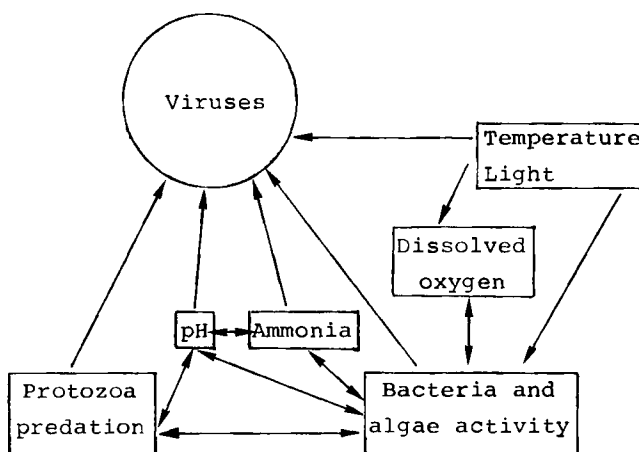 Viruses
Temperature
Light
Dissolved
oxygen
pH
Ammonia
Protozoa
predation
Bacteria and
algae activity